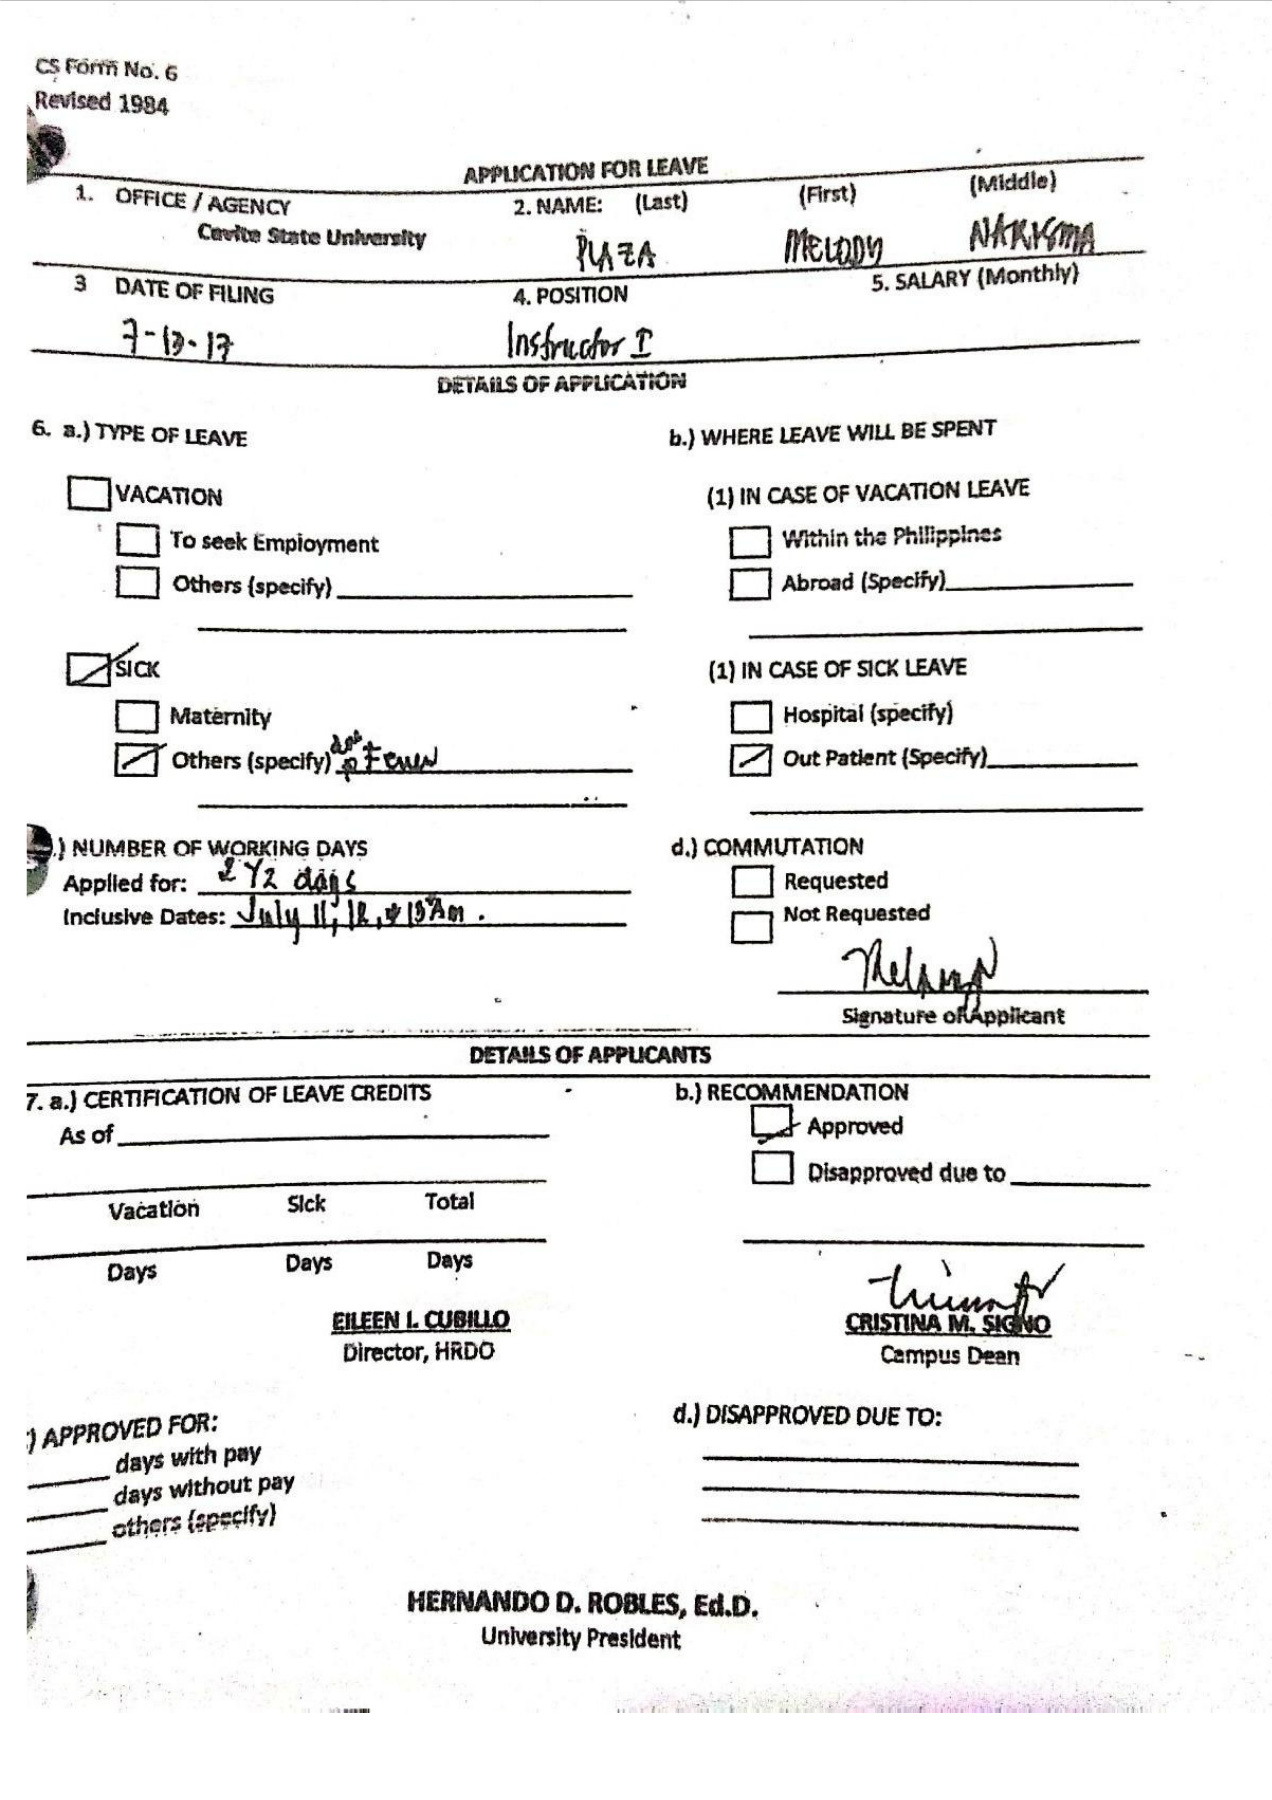 CS Form No. 6
Revised 1984
APPLICATION FOR LEAVE
1. OFFICE / AGENCY 2. NAME: (Last) (First) (Middle)
Cavite State University PLAZA MELODY NARISMA
3 DATE OF FILING 4. POSITION 5. SALARY (Monthly)
7-13-17 Instructor I
DETAILS OF APPLICATION
6. a.) TYPE OF LEAVE b.) WHERE LEAVE WILL BE SPENT
VACATION (1) IN CASE OF VACATION LEAVE
To seek Employment Within the Philippines
Others (specify) Abroad (Specify)
SICK (1) IN CASE OF SICK LEAVE
Maternity Hospital (specify)
Others (specify) Fever Out Patient (Specify)
.) NUMBER OF WORKING DAYS d.) COMMUTATION
Applied for: 2 1/2 days Requested
Inclusive Dates: July 11, 12, & 13 AM. Not Requested
Signature of Applicant
DETAILS OF APPLICANTS
7. a.) CERTIFICATION OF LEAVE CREDITS b.) RECOMMENDATION
As of Approved
Disapproved due to
Vacation Sick Total
Days Days Days
EILEEN I. CUBILLO CRISTINA M. SIGNO
Director, HRDO Campus Dean
) APPROVED FOR: d.) DISAPPROVED DUE TO:
days with pay
days without pay
others (specify)
HERNANDO D. ROBLES, Ed.D.
University President